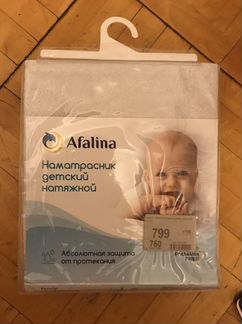 Afalina
Наматрасник
детский
натяжной
799
760
Абсолютная защита
от протекания